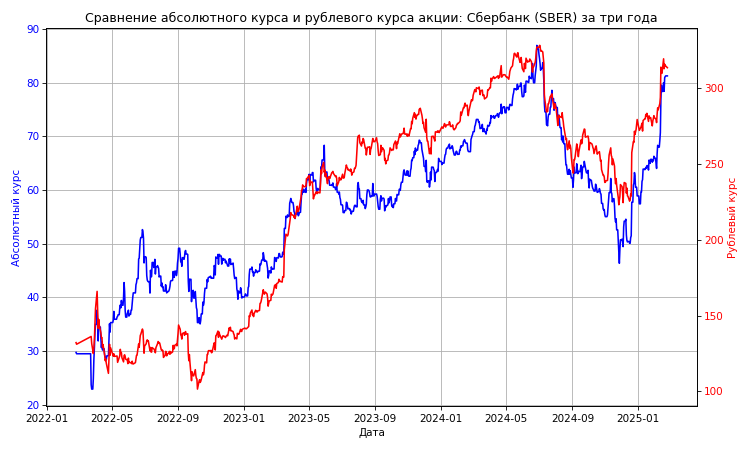 Сравнение абсолютного курса и рублевого курса акции: Сбербанк (SBER) за три года
90
80
70
60
50
40
30
20
Абсолютный курс
300
250
200
150
100
Рублевый курс
2022-01 2022-05 2022-09 2023-01 2023-05 2023-09 2024-01 2024-05 2024-09 2025-01
Дата